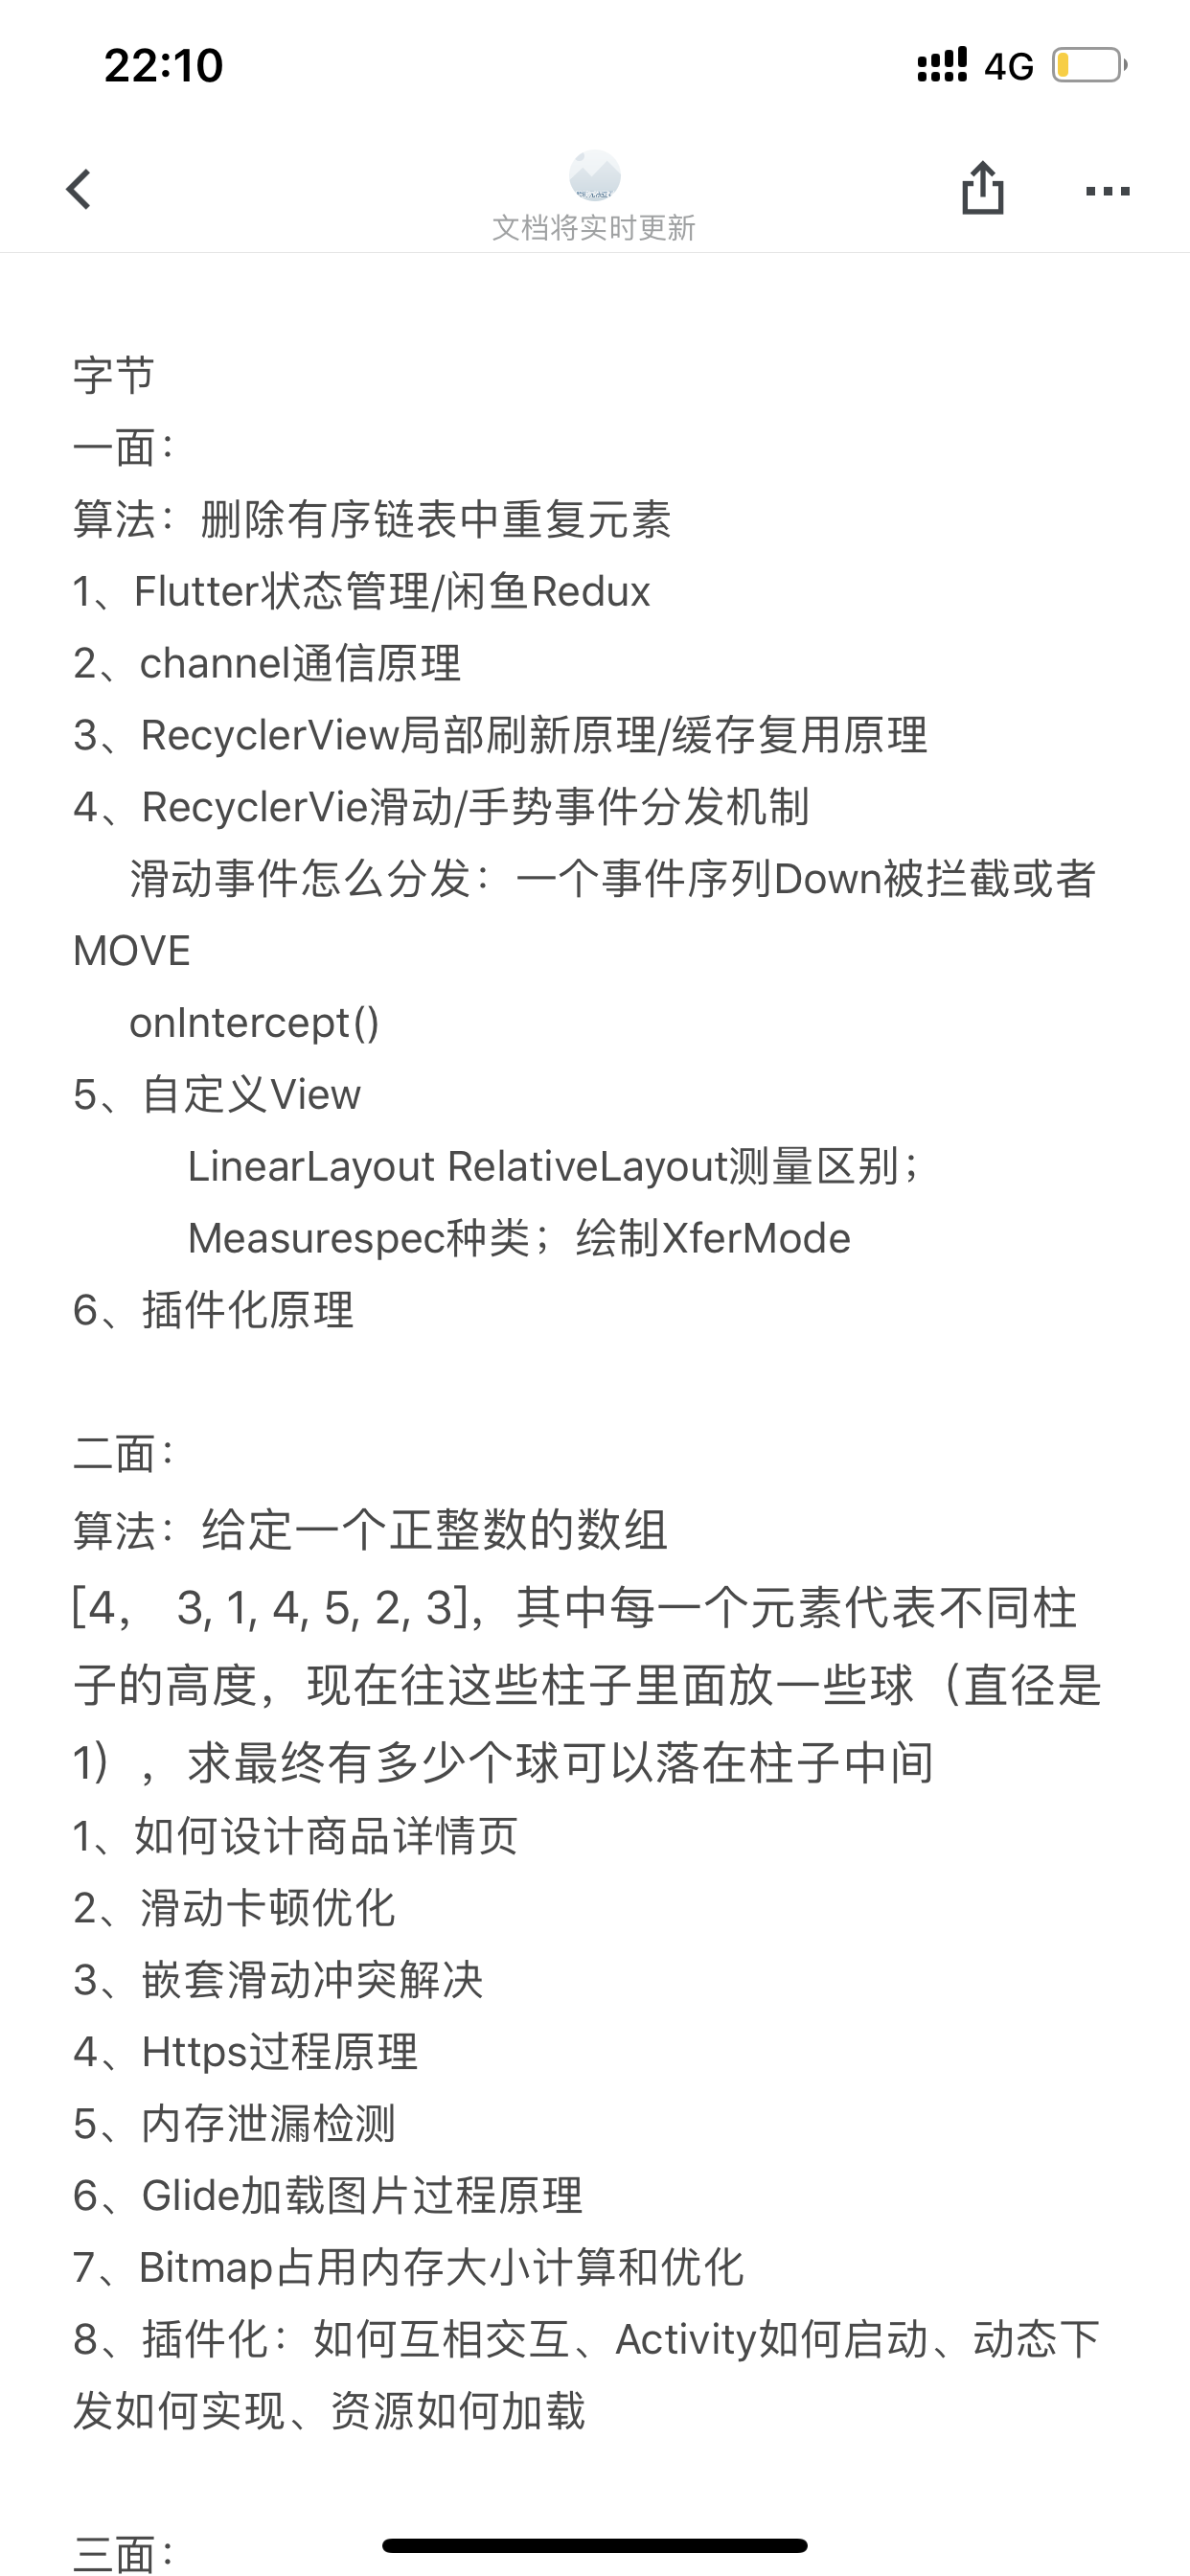 22:10
4G
文档将实时更新
字节
一面：
算法：删除有序链表中重复元素
1、Flutter状态管理/闲鱼Redux
2、channel通信原理
3、RecyclerView局部刷新原理/缓存复用原理
4、RecyclerVie滑动/手势事件分发机制
滑动事件怎么分发：一个事件序列Down被拦截或者
MOVE
onIntercept()
5、自定义View
LinearLayout RelativeLayout测量区别；
Measurespec种类；绘制XferMode
6、插件化原理
二面：
算法：给定一个正整数的数组
[4， 3, 1, 4, 5, 2, 3]，其中每一个元素代表不同柱
子的高度，现在往这些柱子里面放一些球（直径是
1），求最终有多少个球可以落在柱子中间
1、如何设计商品详情页
2、滑动卡顿优化
3、嵌套滑动冲突解决
4、Https过程原理
5、内存泄漏检测
6、Glide加载图片过程原理
7、Bitmap占用内存大小计算和优化
8、插件化：如何互相交互、Activity如何启动、动态下
发如何实现、资源如何加载
三面：